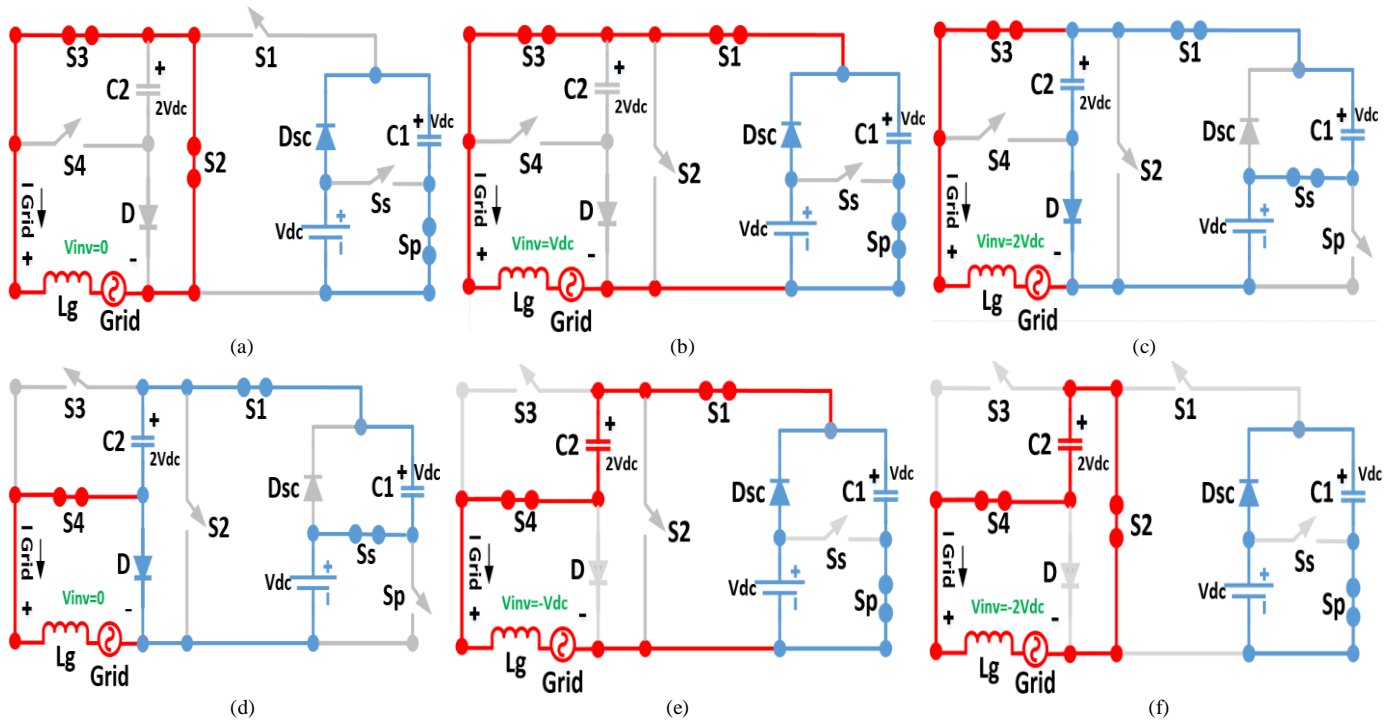 S3
S1
+
C2
2Vdc
S4
S2
Dsc
+
Vdc
C1
Ss
D
I Grid
Vinv=0
+
-
Vdc
+
Sp
Lg
Grid
(a)
S3
S1
+
C2
2Vdc
S4
S2
Dsc
+
Vdc
C1
Ss
D
I Grid
Vinv=Vdc
+
-
Vdc
+
Sp
Lg
Grid
(b)
S3
S1
+
C2
2Vdc
S4
S2
Dsc
+
Vdc
C1
Ss
D
I Grid
Vinv=2Vdc
+
-
Vdc
+
Sp
Lg
Grid
(c)
S3
S1
+
C2
2Vdc
S4
S2
Dsc
+
Vdc
C1
Ss
D
I Grid
Vinv=0
+
-
Vdc
+
Sp
Lg
Grid
(d)
S3
S1
+
C2
2Vdc
S4
S2
Dsc
+
Vdc
C1
Ss
D
I Grid
Vinv=-Vdc
+
-
Vdc
+
Sp
Lg
Grid
(e)
S3
S1
+
C2
2Vdc
S4
S2
Dsc
+
Vdc
C1
Ss
D
I Grid
Vinv=-2Vdc
+
-
Vdc
+
Sp
Lg
Grid
(f)